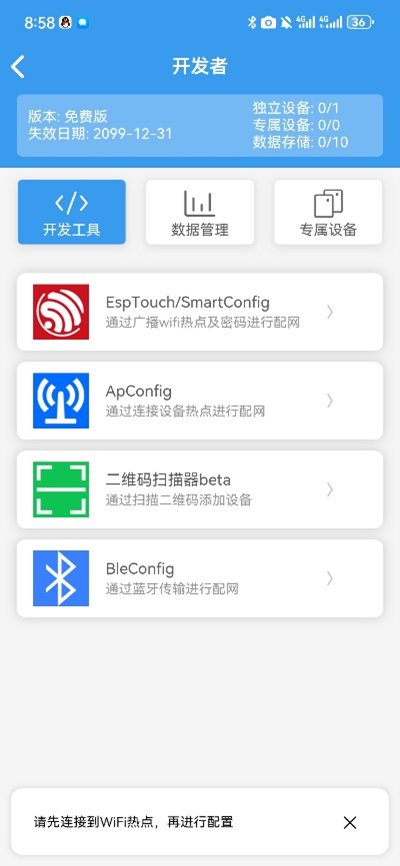 8:58
4G 4G 36
开发者
版本: 免费版
失效日期: 2099-12-31
独立设备: 0/1
专属设备: 0/0
数据存储: 0/10
</> 
开发工具
数据管理
专属设备
EspTouch/SmartConfig
通过广播wifi热点及密码进行配网
ApConfig
通过连接设备热点进行配网
二维码扫描器beta
通过扫描二维码添加设备
BleConfig
通过蓝牙传输进行配网
请先连接到WiFi热点，再进行配置